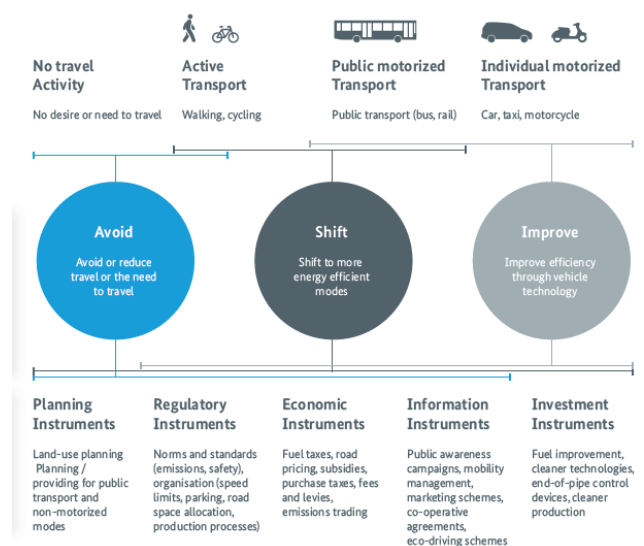 No travel
Activity
No desire or need to travel
Active
Transport
Walking, cycling
Public motorized
Transport
Public transport (bus, rail)
Individual motorized
Transport
Car, taxi, motorcycle
Avoid
Avoid or reduce
travel or the need
to travel
Shift
Shift to more
energy efficient
modes
Improve
Improve efficiency
through vehicle
technology
Planning
Instruments
Land-use planning
Planning /
providing for public
transport and
non-motorized
modes
Regulatory
Instruments
Norms and standards
(emissions, safety),
organisation (speed
limits, parking, road
space allocation,
production processes)
Economic
Instruments
Fuel taxes, road
pricing, subsidies,
purchase taxes, fees
and levies,
emissions trading
Information
Instruments
Public awareness
campaigns, mobility
management,
marketing schemes,
co-operative
agreements,
eco-driving schemes
Investment
Instruments
Fuel improvement,
cleaner technologies,
end-of-pipe control
devices, cleaner
production